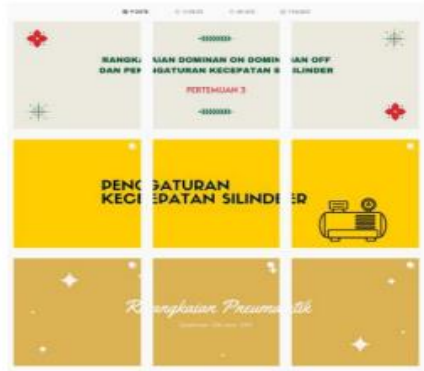 RANGKAIAN DOMINAN ON DOMINAN OFF
DAN PENGATURAN KECEPATAN SILINDER
PERTEMUAN 3
PENGATURAN
KECEPATAN SILINDER
Rangkaian Pneumatik